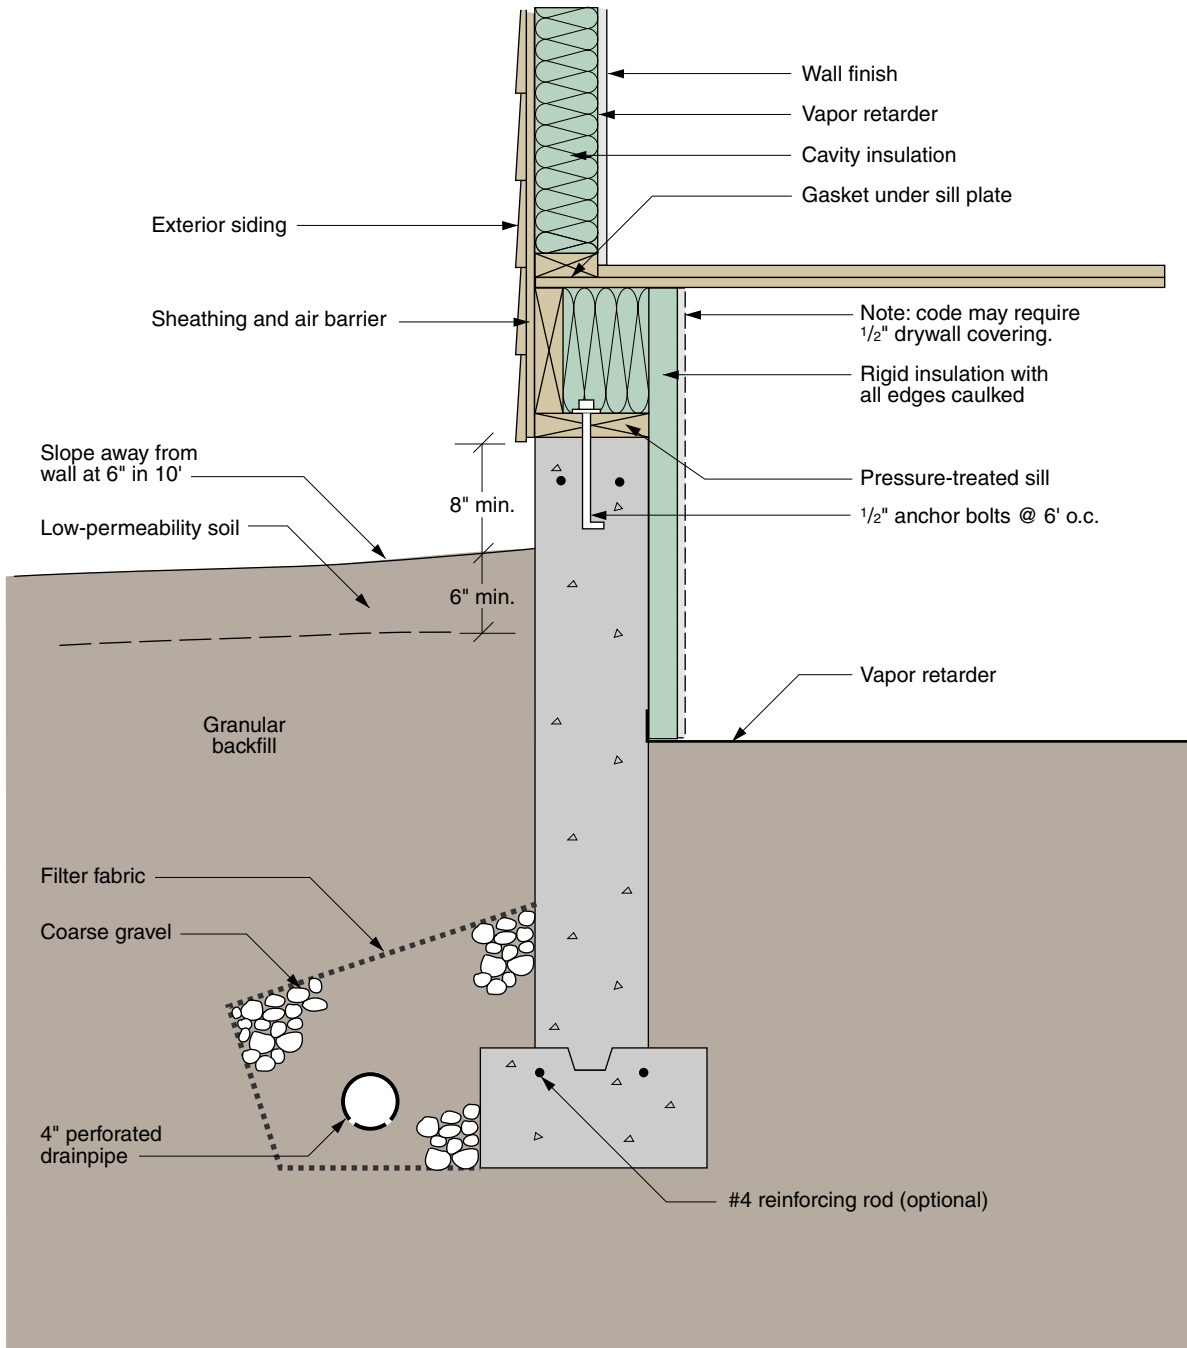 Wall finish
Vapor retarder
Cavity insulation
Gasket under sill plate
Exterior siding
Sheathing and air barrier
Note: code may require
1/2" drywall covering.
Rigid insulation with
all edges caulked
Slope away from
wall at 6" in 10'
8" min.
Pressure-treated sill
Low-permeability soil
1/2" anchor bolts @ 6' o.c.
6" min.
Vapor retarder
Granular
backfill
Filter fabric
Coarse gravel
4" perforated
drainpipe
#4 reinforcing rod (optional)